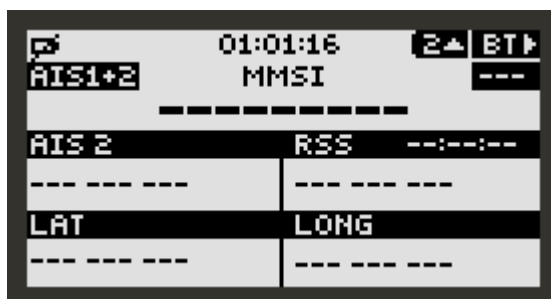 01:01:16 2 BT
AIS1+2 MMSI ---
---------
AIS 2 RSS --:--:--
--- --- --- --- --- ---
LAT LONG
--- --- --- --- --- ---